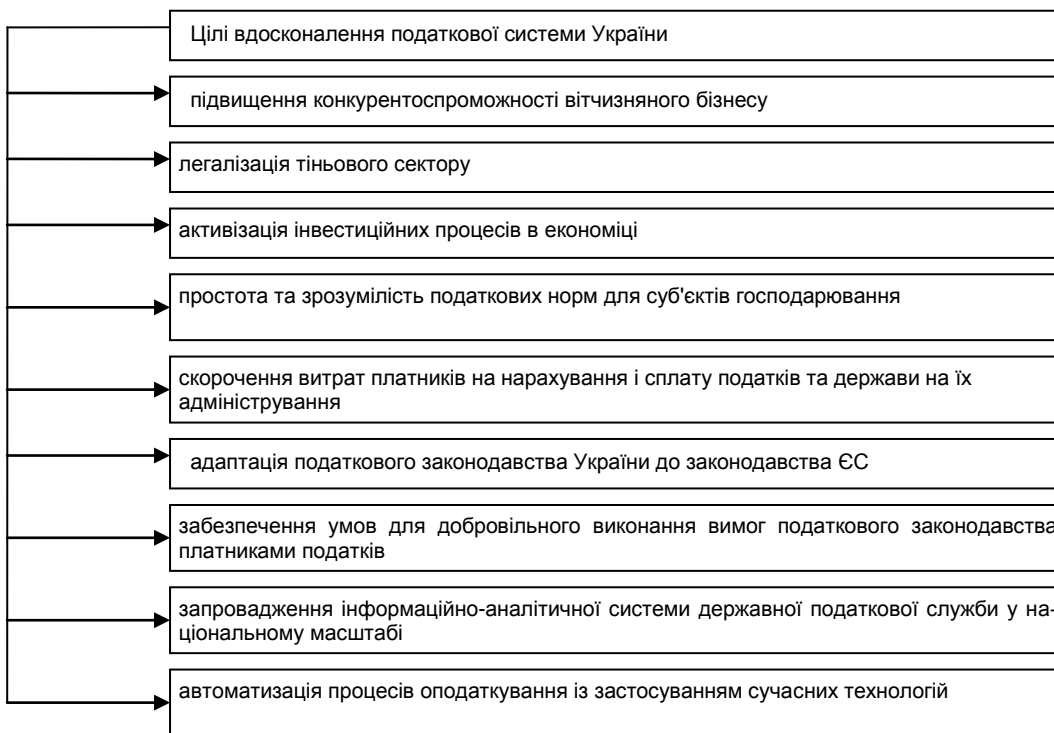 Цілі вдосконалення податкової системи України
підвищення конкурентоспроможності вітчизняного бізнесу
легалізація тіньового сектору
активізація інвестиційних процесів в економіці
простота та зрозумілість податкових норм для суб'єктів господарювання
скорочення витрат платників на нарахування і сплату податків та держави на їх
адміністрування
адаптація податкового законодавства України до законодавства ЄС
забезпечення умов для добровільного виконання вимог податкового законодавства
платниками податків
запровадження інформаційно-аналітичної системи державної податкової служби у на-
ціональному масштабі
автоматизація процесів оподаткування із застосуванням сучасних технологій